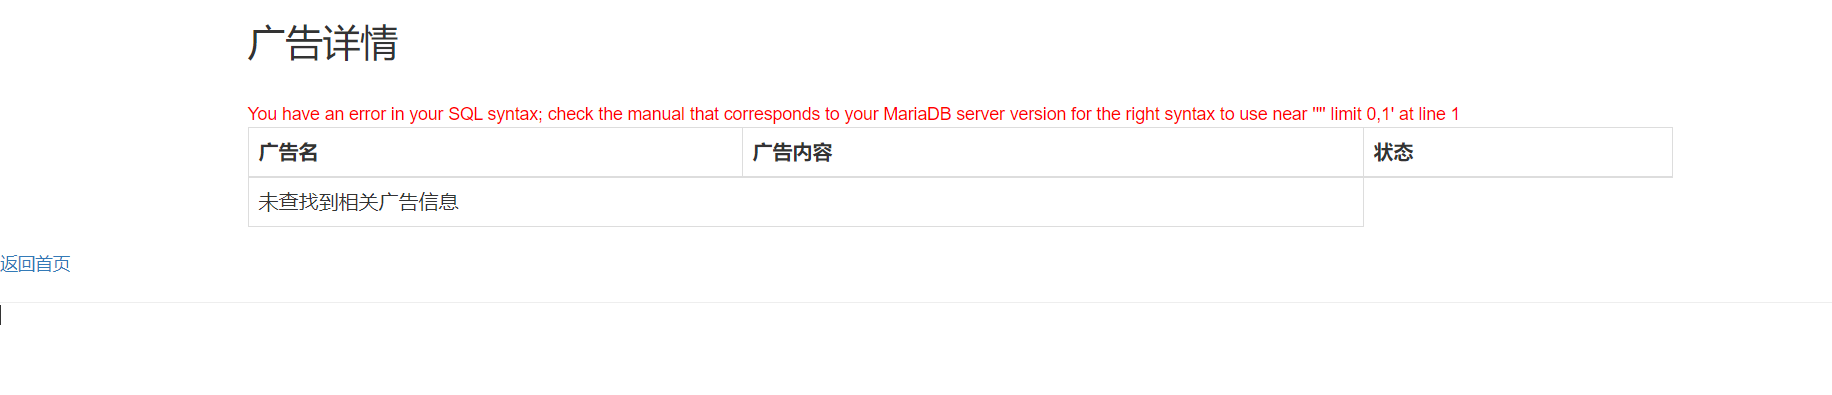 广告详情
You have an error in your SQL syntax; check the manual that corresponds to your MariaDB server version for the right syntax to use near '''' limit 0,1' at line 1
广告名 广告内容 状态
未查找到相关广告信息
返回首页